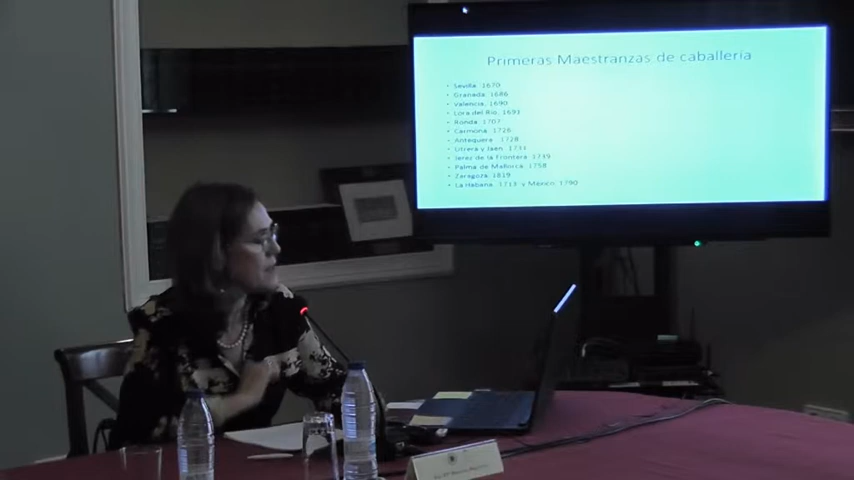 Primeras Maestranzas de caballería
• Sevilla 1670
• Granada: 1686
• Valencia, 1690
• Lora del Río, 1691
• Ronda: 1707
• Carmona: 1726
• Antequera: 1728
• Utrera y Jaén: 1731
• Jerez de la Frontera: 1739
• Palma de Mallorca: 1758
• Zaragoza: 1819
• La Habana: 1713 y México: 1790